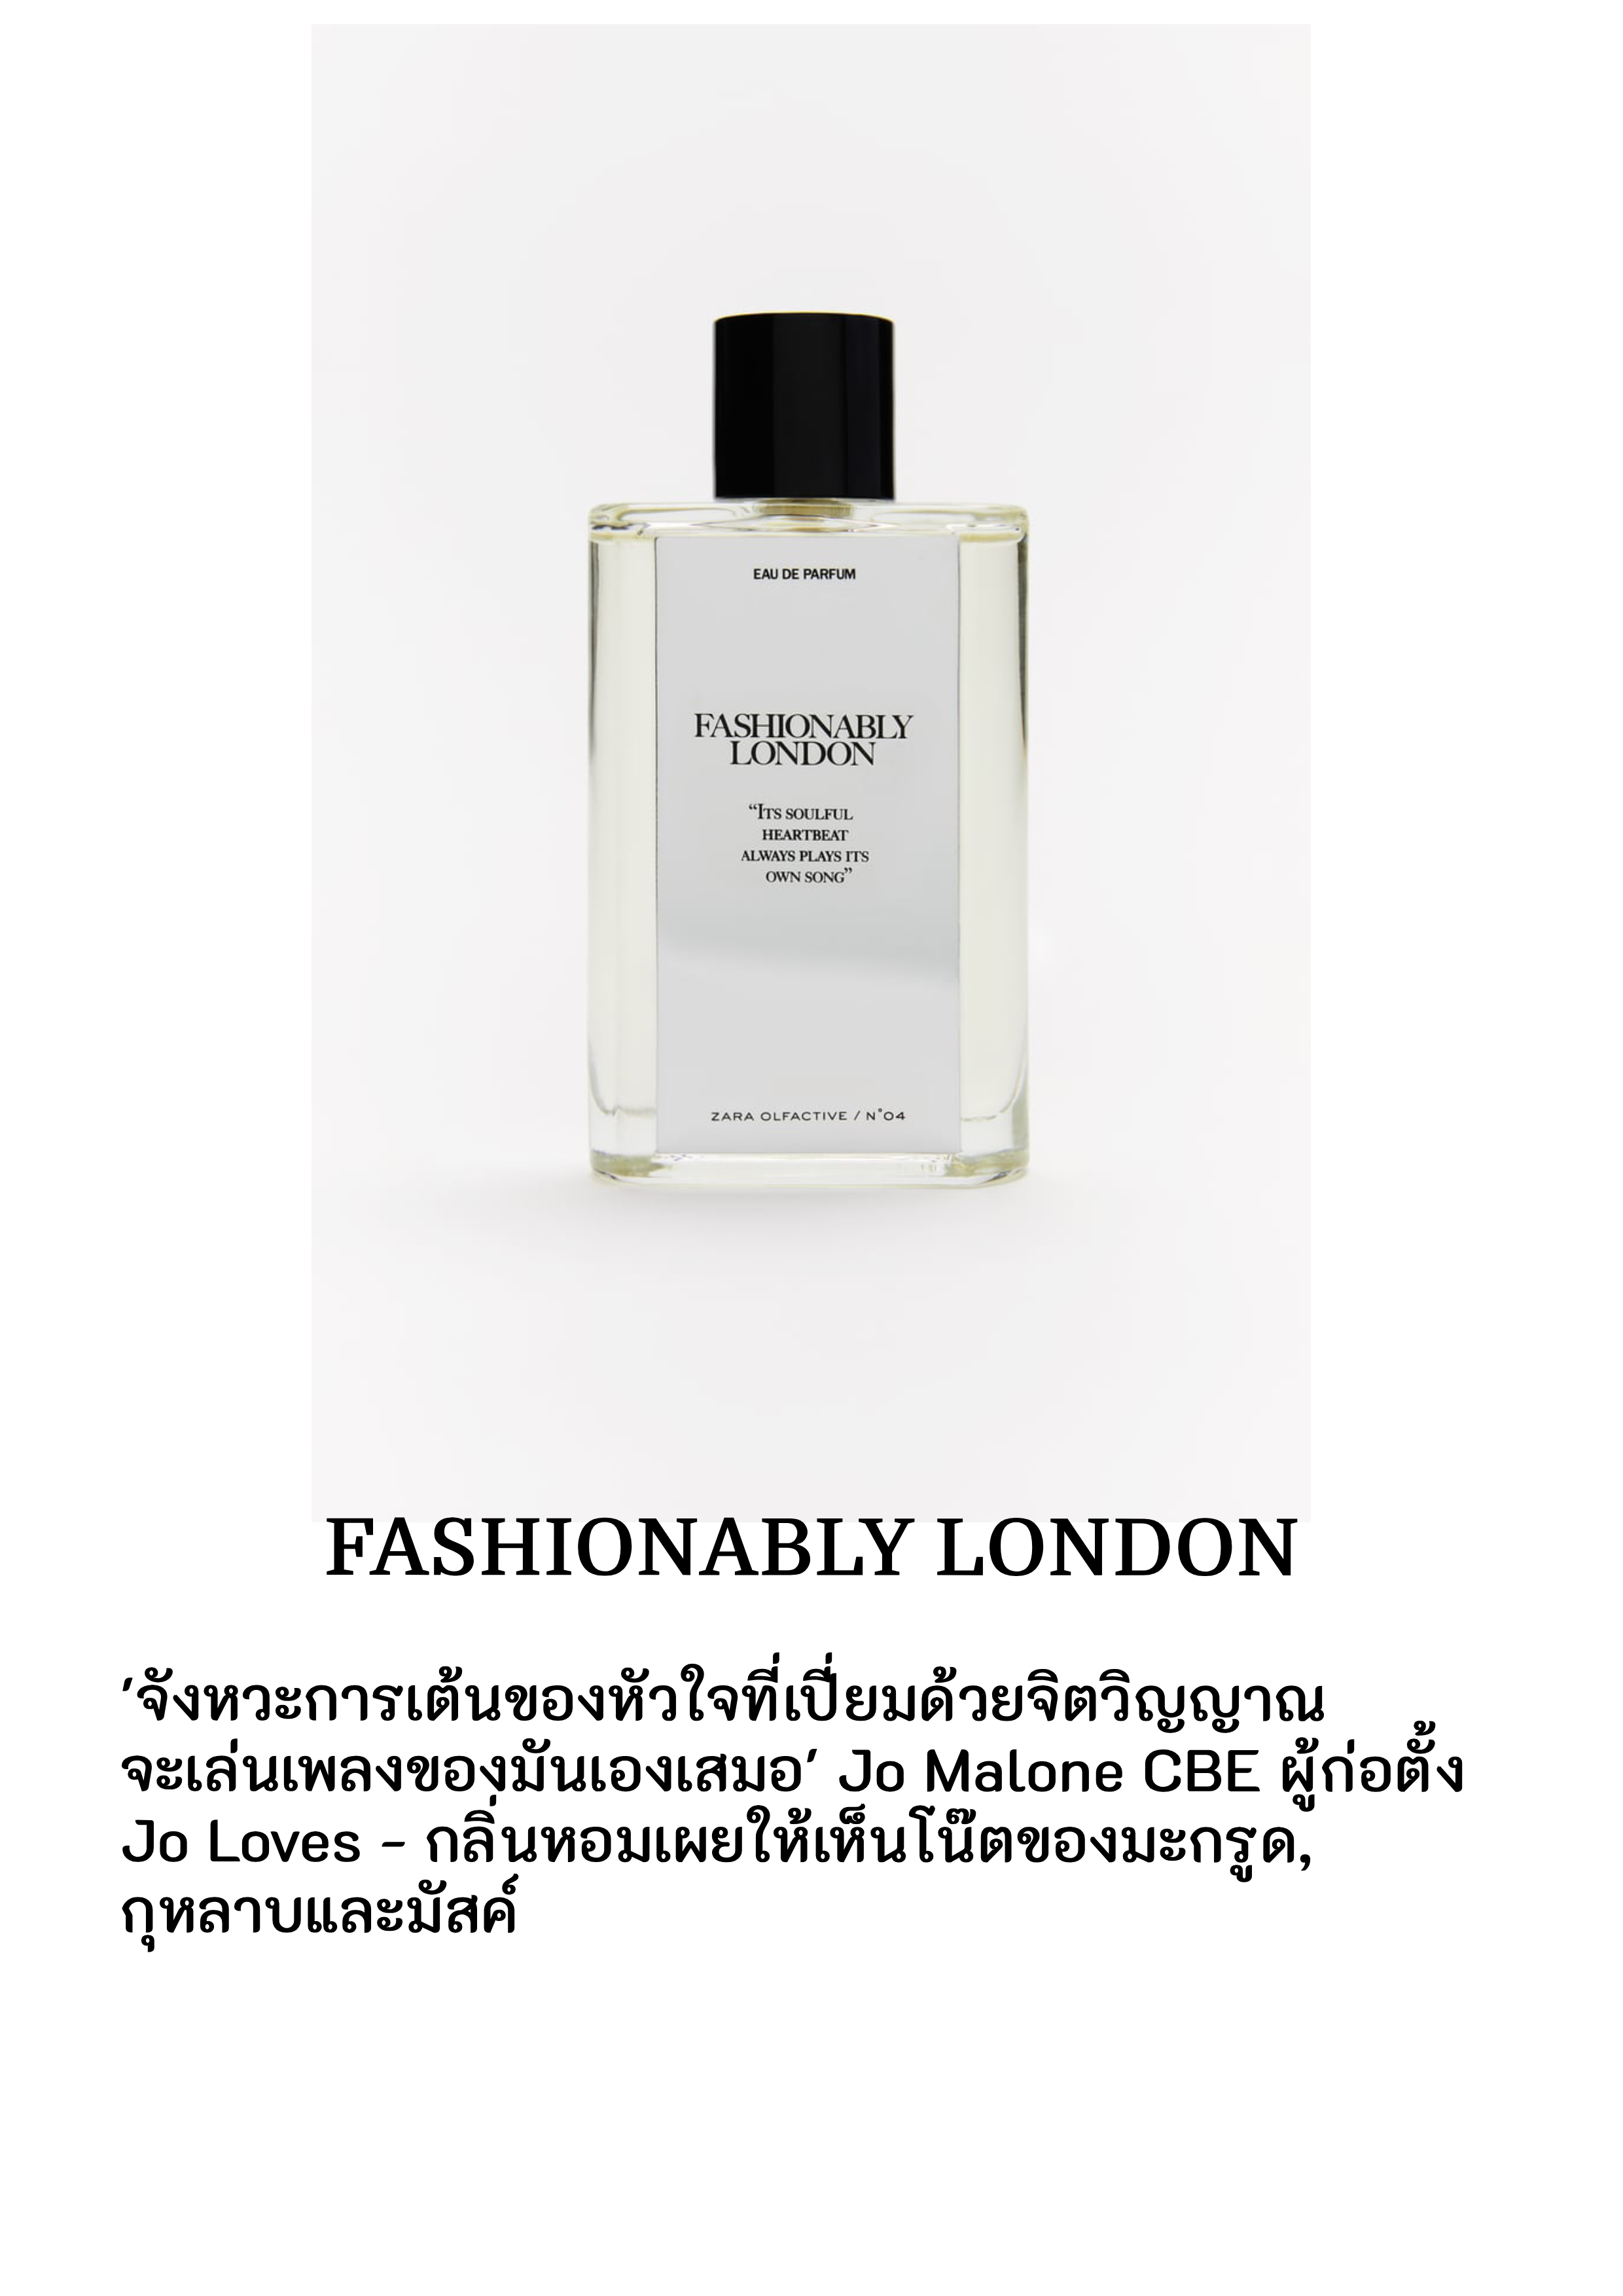 EAU DE PARFUM
FASHIONABLY
LONDON
“ITS SOULFUL
HEARTBEAT
ALWAYS PLAYS ITS
OWN SONG”
ZARA OLFACTIVE / N°04
FASHIONABLY LONDON
'จังหวะการเต้นของหัวใจที่เปี่ยมด้วยจิตวิญญาณ
จะเล่นเพลงของมันเองเสมอ' Jo Malone CBE ผู้ก่อตั้ง
Jo Loves - กลิ่นหอมเผยให้เห็นโน๊ตของมะกรูด,
กุหลาบและมัสค์